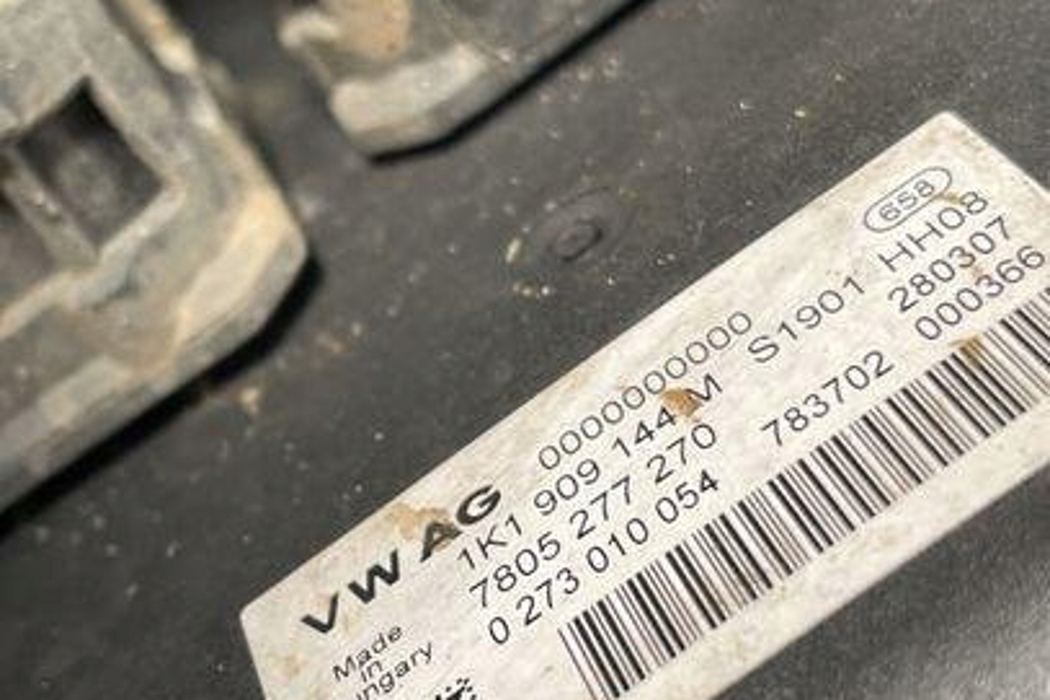 658
0000000000 S1901 HH08
VW AG 1K1 909 144 M 280307
7805 277 270 783702 000366
0 273 010 054
Made
in